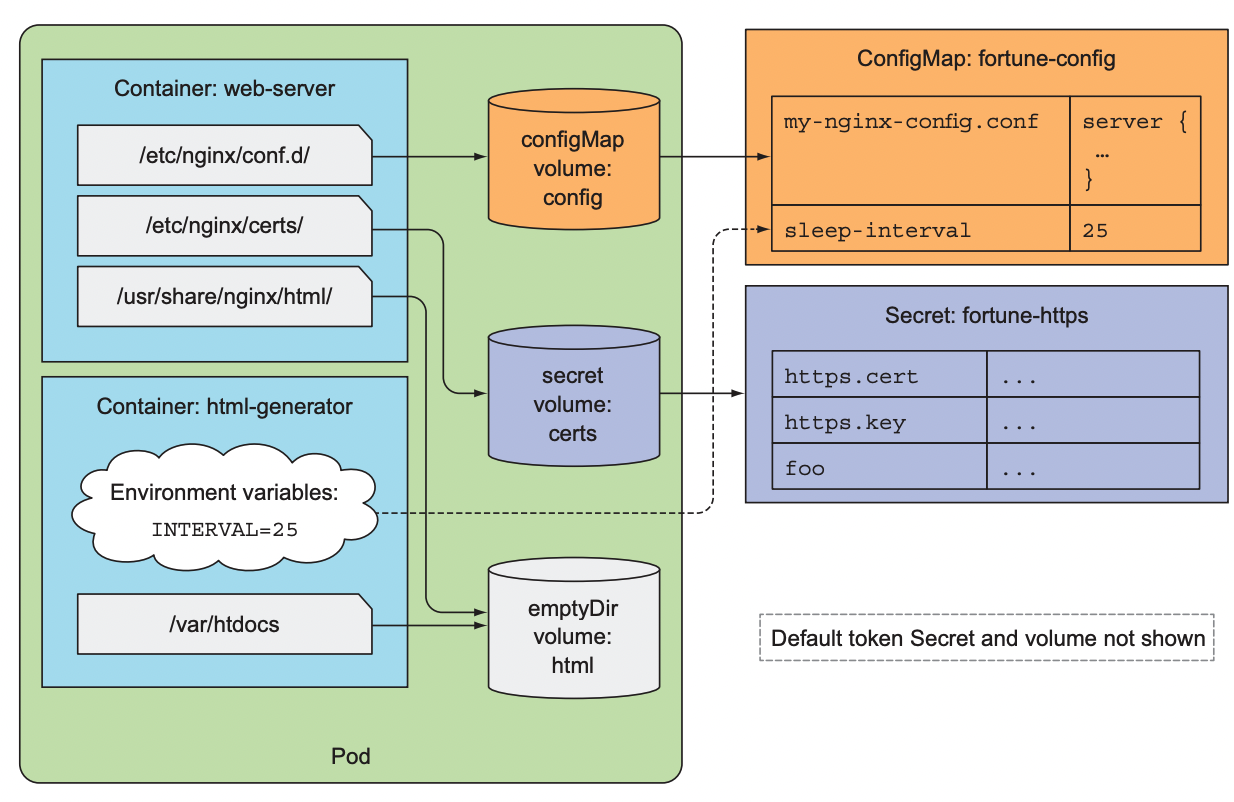 Container: web-server
/etc/nginx/conf.d/
/etc/nginx/certs/
/usr/share/nginx/html/
Container: html-generator
Environment variables:
INTERVAL=25
/var/htdocs
configMap
volume:
config
secret
volume:
certs
emptyDir
volume:
html
Pod
ConfigMap: fortune-config
my-nginx-config.conf
server {
…
}
sleep-interval
25
Secret: fortune-https
https.cert
...
https.key
...
foo
...
Default token Secret and volume not shown